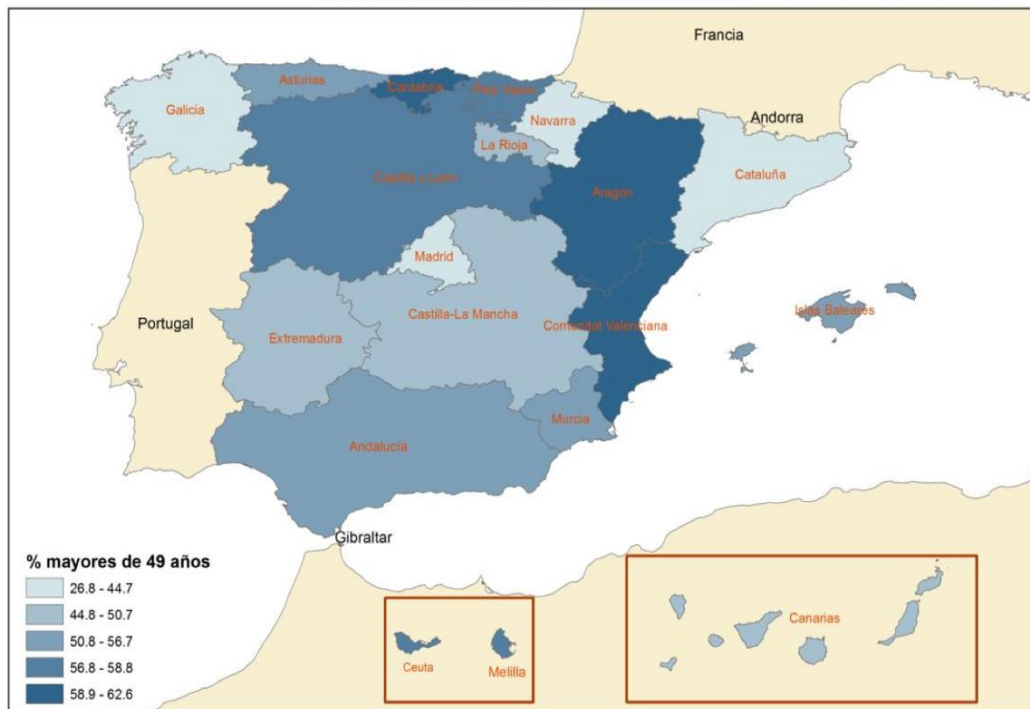 Francia
Asturias
Cantabria
País Vasco
Galicia
Navarra
Andorra
La Rioja
Cataluña
Castilla y León
Aragón
Madrid
Islas Baleares
Castilla-La Mancha
Portugal
Comunitat Valenciana
Extremadura
Murcia
Andalucía
Gibraltar
% mayores de 49 años
26.8 - 44.7
44.8 - 50.7
50.8 - 56.7
56.8 - 58.8
58.9 - 62.6
Ceuta
Melilla
Canarias